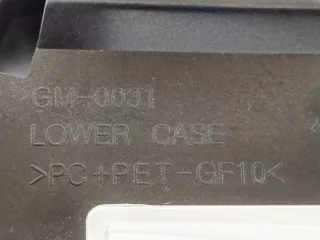 GM-0031
LOWER CASE
>PC+PET-GF10<